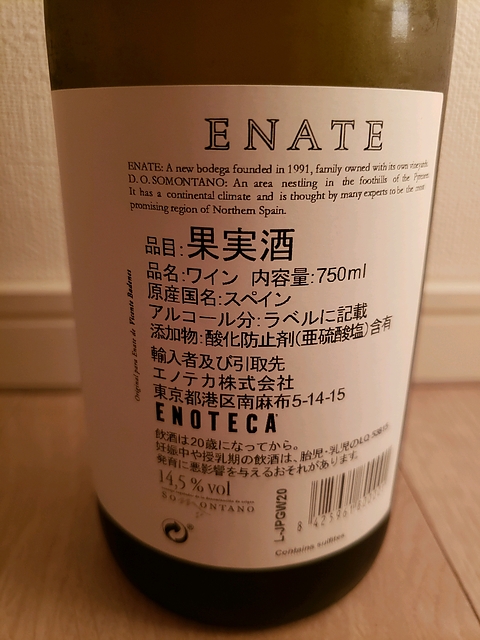 ENATE
ENATE: A new bodega founded in 1991, family owned with its own vineyards.
D. O. SOMONTANO: An area nestling in the foothills of the Pyrenees.
It has a continental climate and is thought by many experts to be the most
promising region of Northern Spain.
品目:果実酒
品名:ワイン 内容量:750ml
原産国名:スペイン
アルコール分:ラベルに記載
添加物:酸化防止剤(亜硫酸塩)含有
輸入者及び引取先
エノテカ株式会社
東京都港区南麻布5-14-15
ENOTECA
飲酒は20歳になってから。
妊娠中や授乳期の飲酒は、胎児・乳児の
発育に悪影響を与えるおそれがあります。
14,5 % vol
SOMONTANO
Original para Enate de Vicente Badenes
L-JPGW20
Contains sulfites